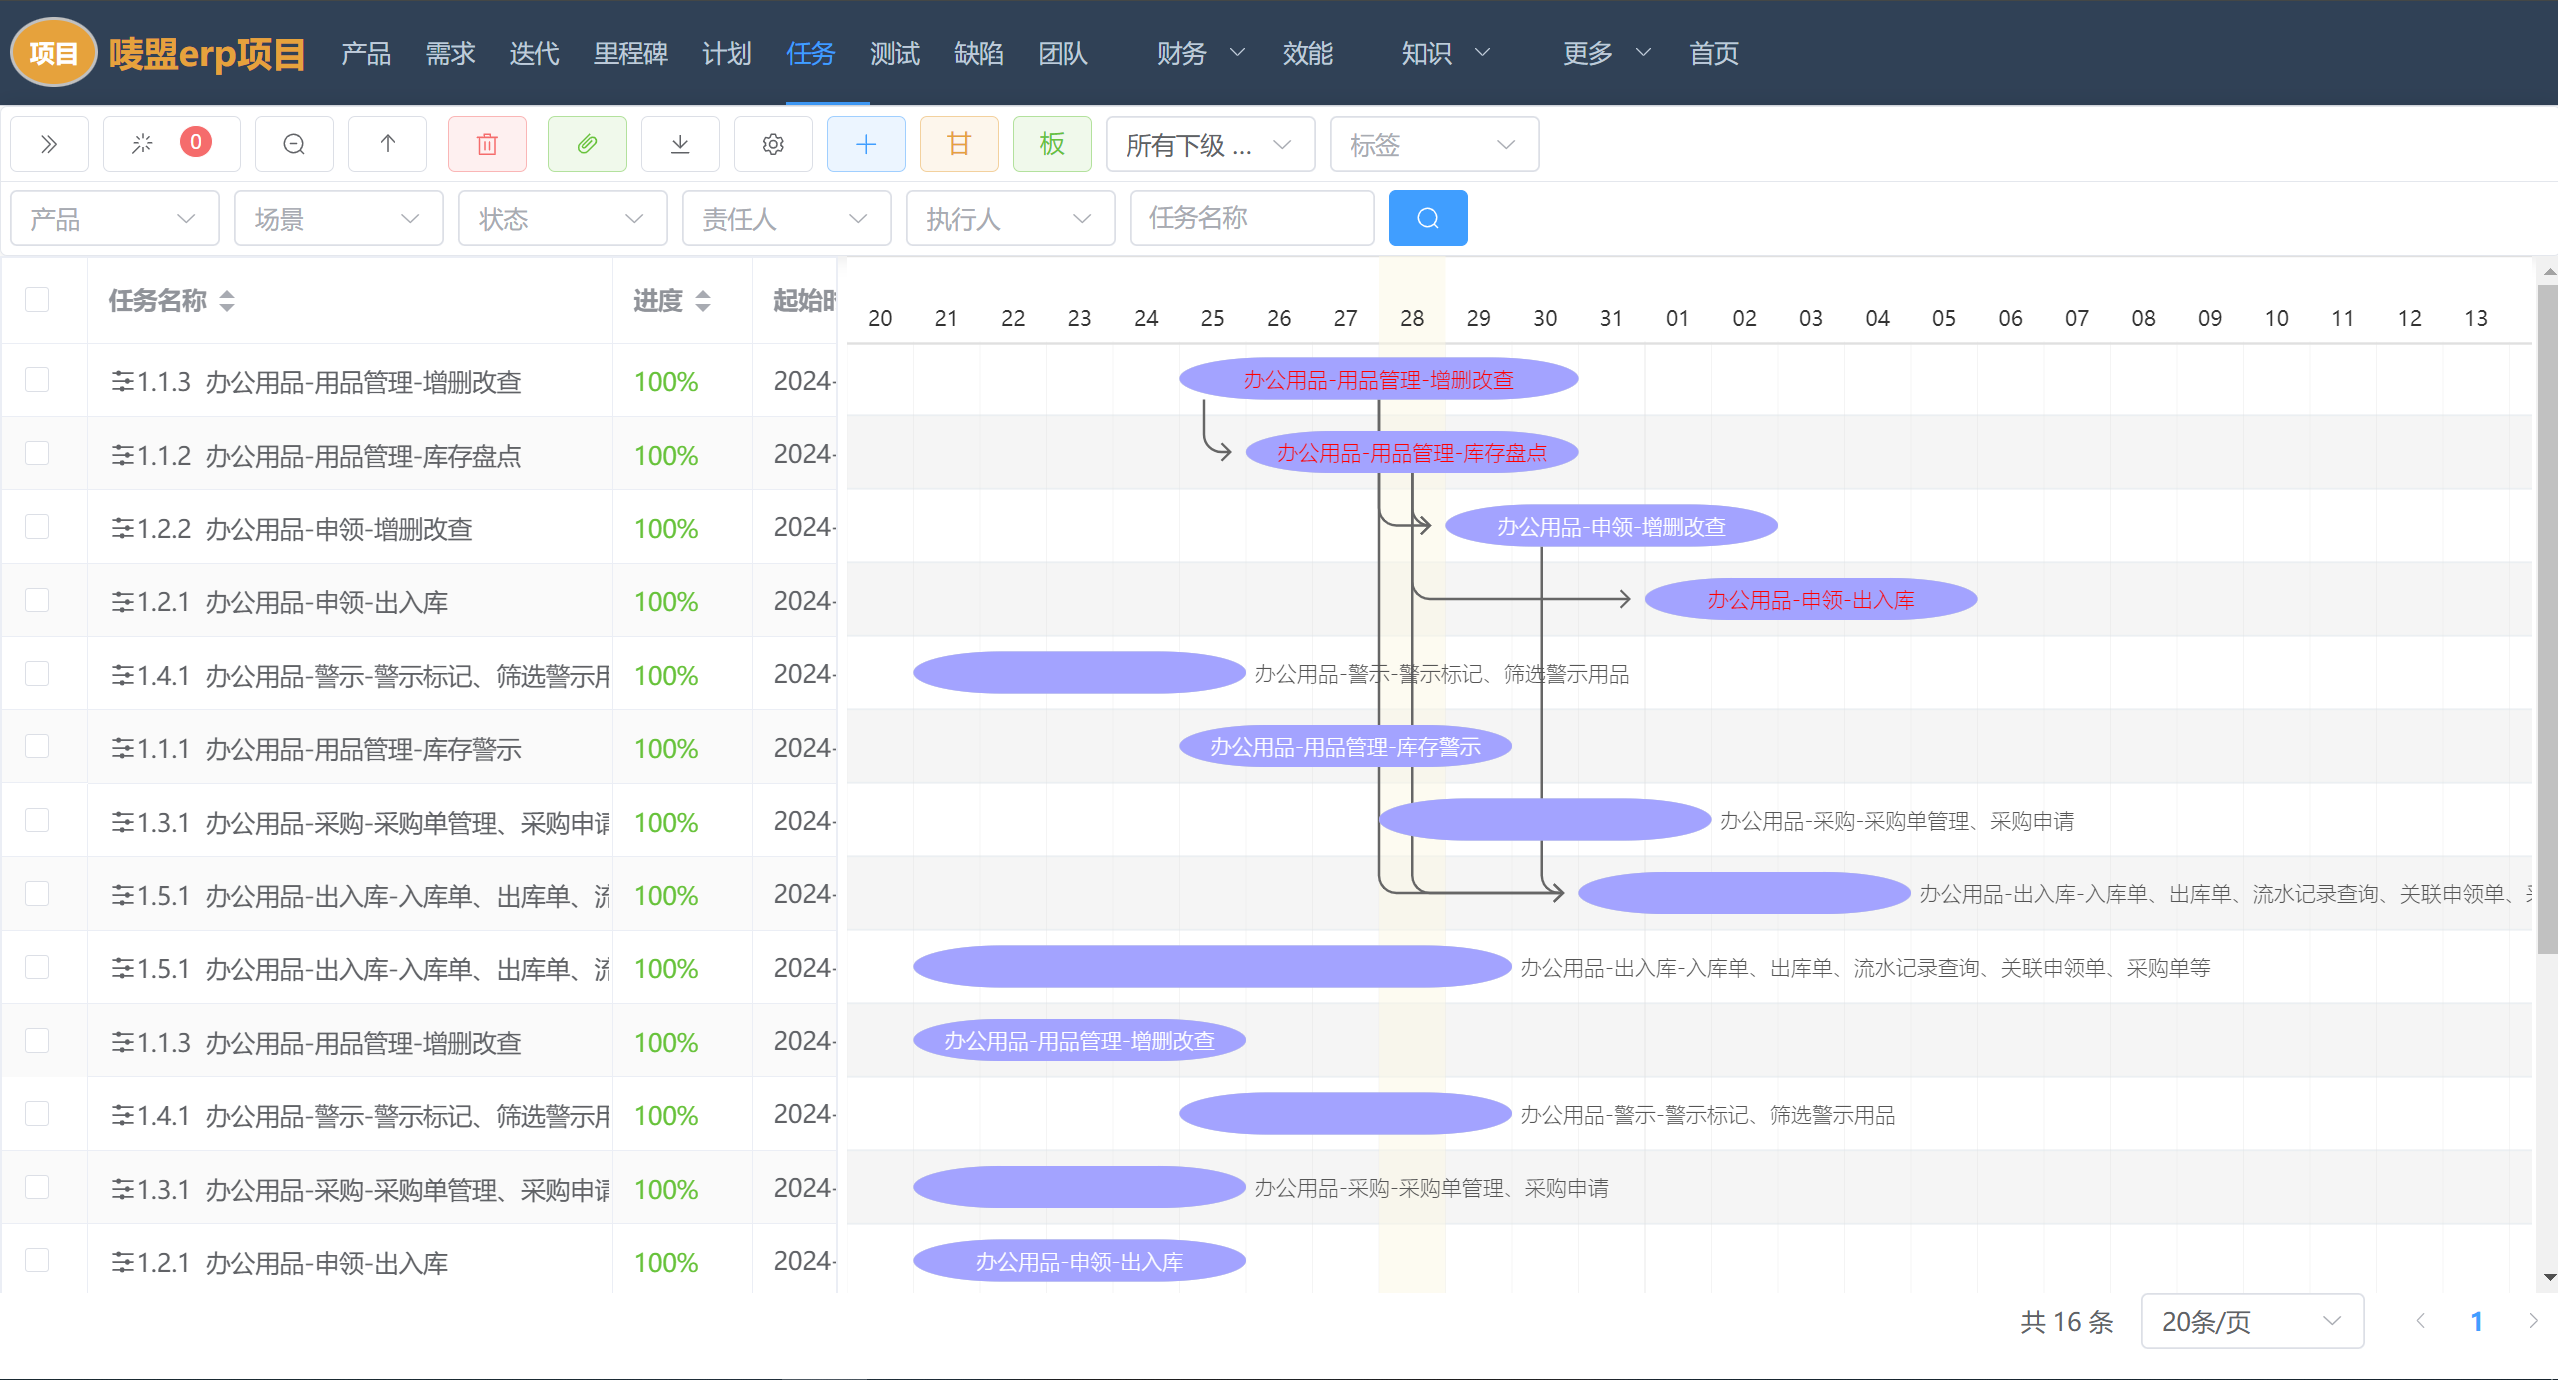 项目 唛盟erp项目 产品 需求 迭代 里程碑 计划 任务 测试 缺陷 团队 财务 效能 知识 更多 首页
0 甘 板 所有下级 ... 标签
产品 场景 状态 责任人 执行人 任务名称
任务名称 进度 起始时
20 21 22 23 24 25 26 27 28 29 30 31 01 02 03 04 05 06 07 08 09 10 11 12 13
1.1.3 办公用品-用品管理-增删改查 100% 2024- 办公用品-用品管理-增删改查
1.1.2 办公用品-用品管理-库存盘点 100% 2024- 办公用品-用品管理-库存盘点
1.2.2 办公用品-申领-增删改查 100% 2024- 办公用品-申领-增删改查
1.2.1 办公用品-申领-出入库 100% 2024- 办公用品-申领-出入库
1.4.1 办公用品-警示-警示标记、筛选警示用 100% 2024- 办公用品-警示-警示标记、筛选警示用品
1.1.1 办公用品-用品管理-库存警示 100% 2024- 办公用品-用品管理-库存警示
1.3.1 办公用品-采购-采购单管理、采购申请 100% 2024- 办公用品-采购-采购单管理、采购申请
1.5.1 办公用品-出入库-入库单、出库单、流 100% 2024- 办公用品-出入库-入库单、出库单、流水记录查询、关联申领单、
1.5.1 办公用品-出入库-入库单、出库单、流 100% 2024- 办公用品-出入库-入库单、出库单、流水记录查询、关联申领单、采购单等
1.1.3 办公用品-用品管理-增删改查 100% 2024- 办公用品-用品管理-增删改查
1.4.1 办公用品-警示-警示标记、筛选警示用 100% 2024- 办公用品-警示-警示标记、筛选警示用品
1.3.1 办公用品-采购-采购单管理、采购申请 100% 2024- 办公用品-采购-采购单管理、采购申请
1.2.1 办公用品-申领-出入库 100% 2024- 办公用品-申领-出入库
共 16 条 20条/页 1